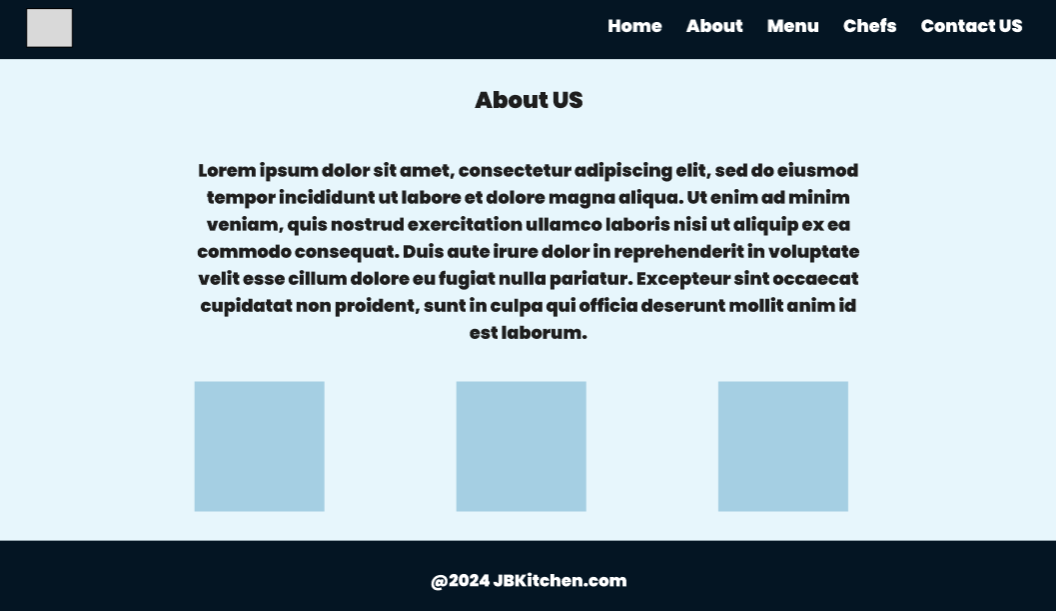 Home About Menu Chefs Contact US
About US
Lorem ipsum dolor sit amet, consectetur adipiscing elit, sed do eiusmod
tempor incididunt ut labore et dolore magna aliqua. Ut enim ad minim
veniam, quis nostrud exercitation ullamco laboris nisi ut aliquip ex ea
commodo consequat. Duis aute irure dolor in reprehenderit in voluptate
velit esse cillum dolore eu fugiat nulla pariatur. Excepteur sint occaecat
cupidatat non proident, sunt in culpa qui officia deserunt mollit anim id
est laborum.
@2024 JBKitchen.com